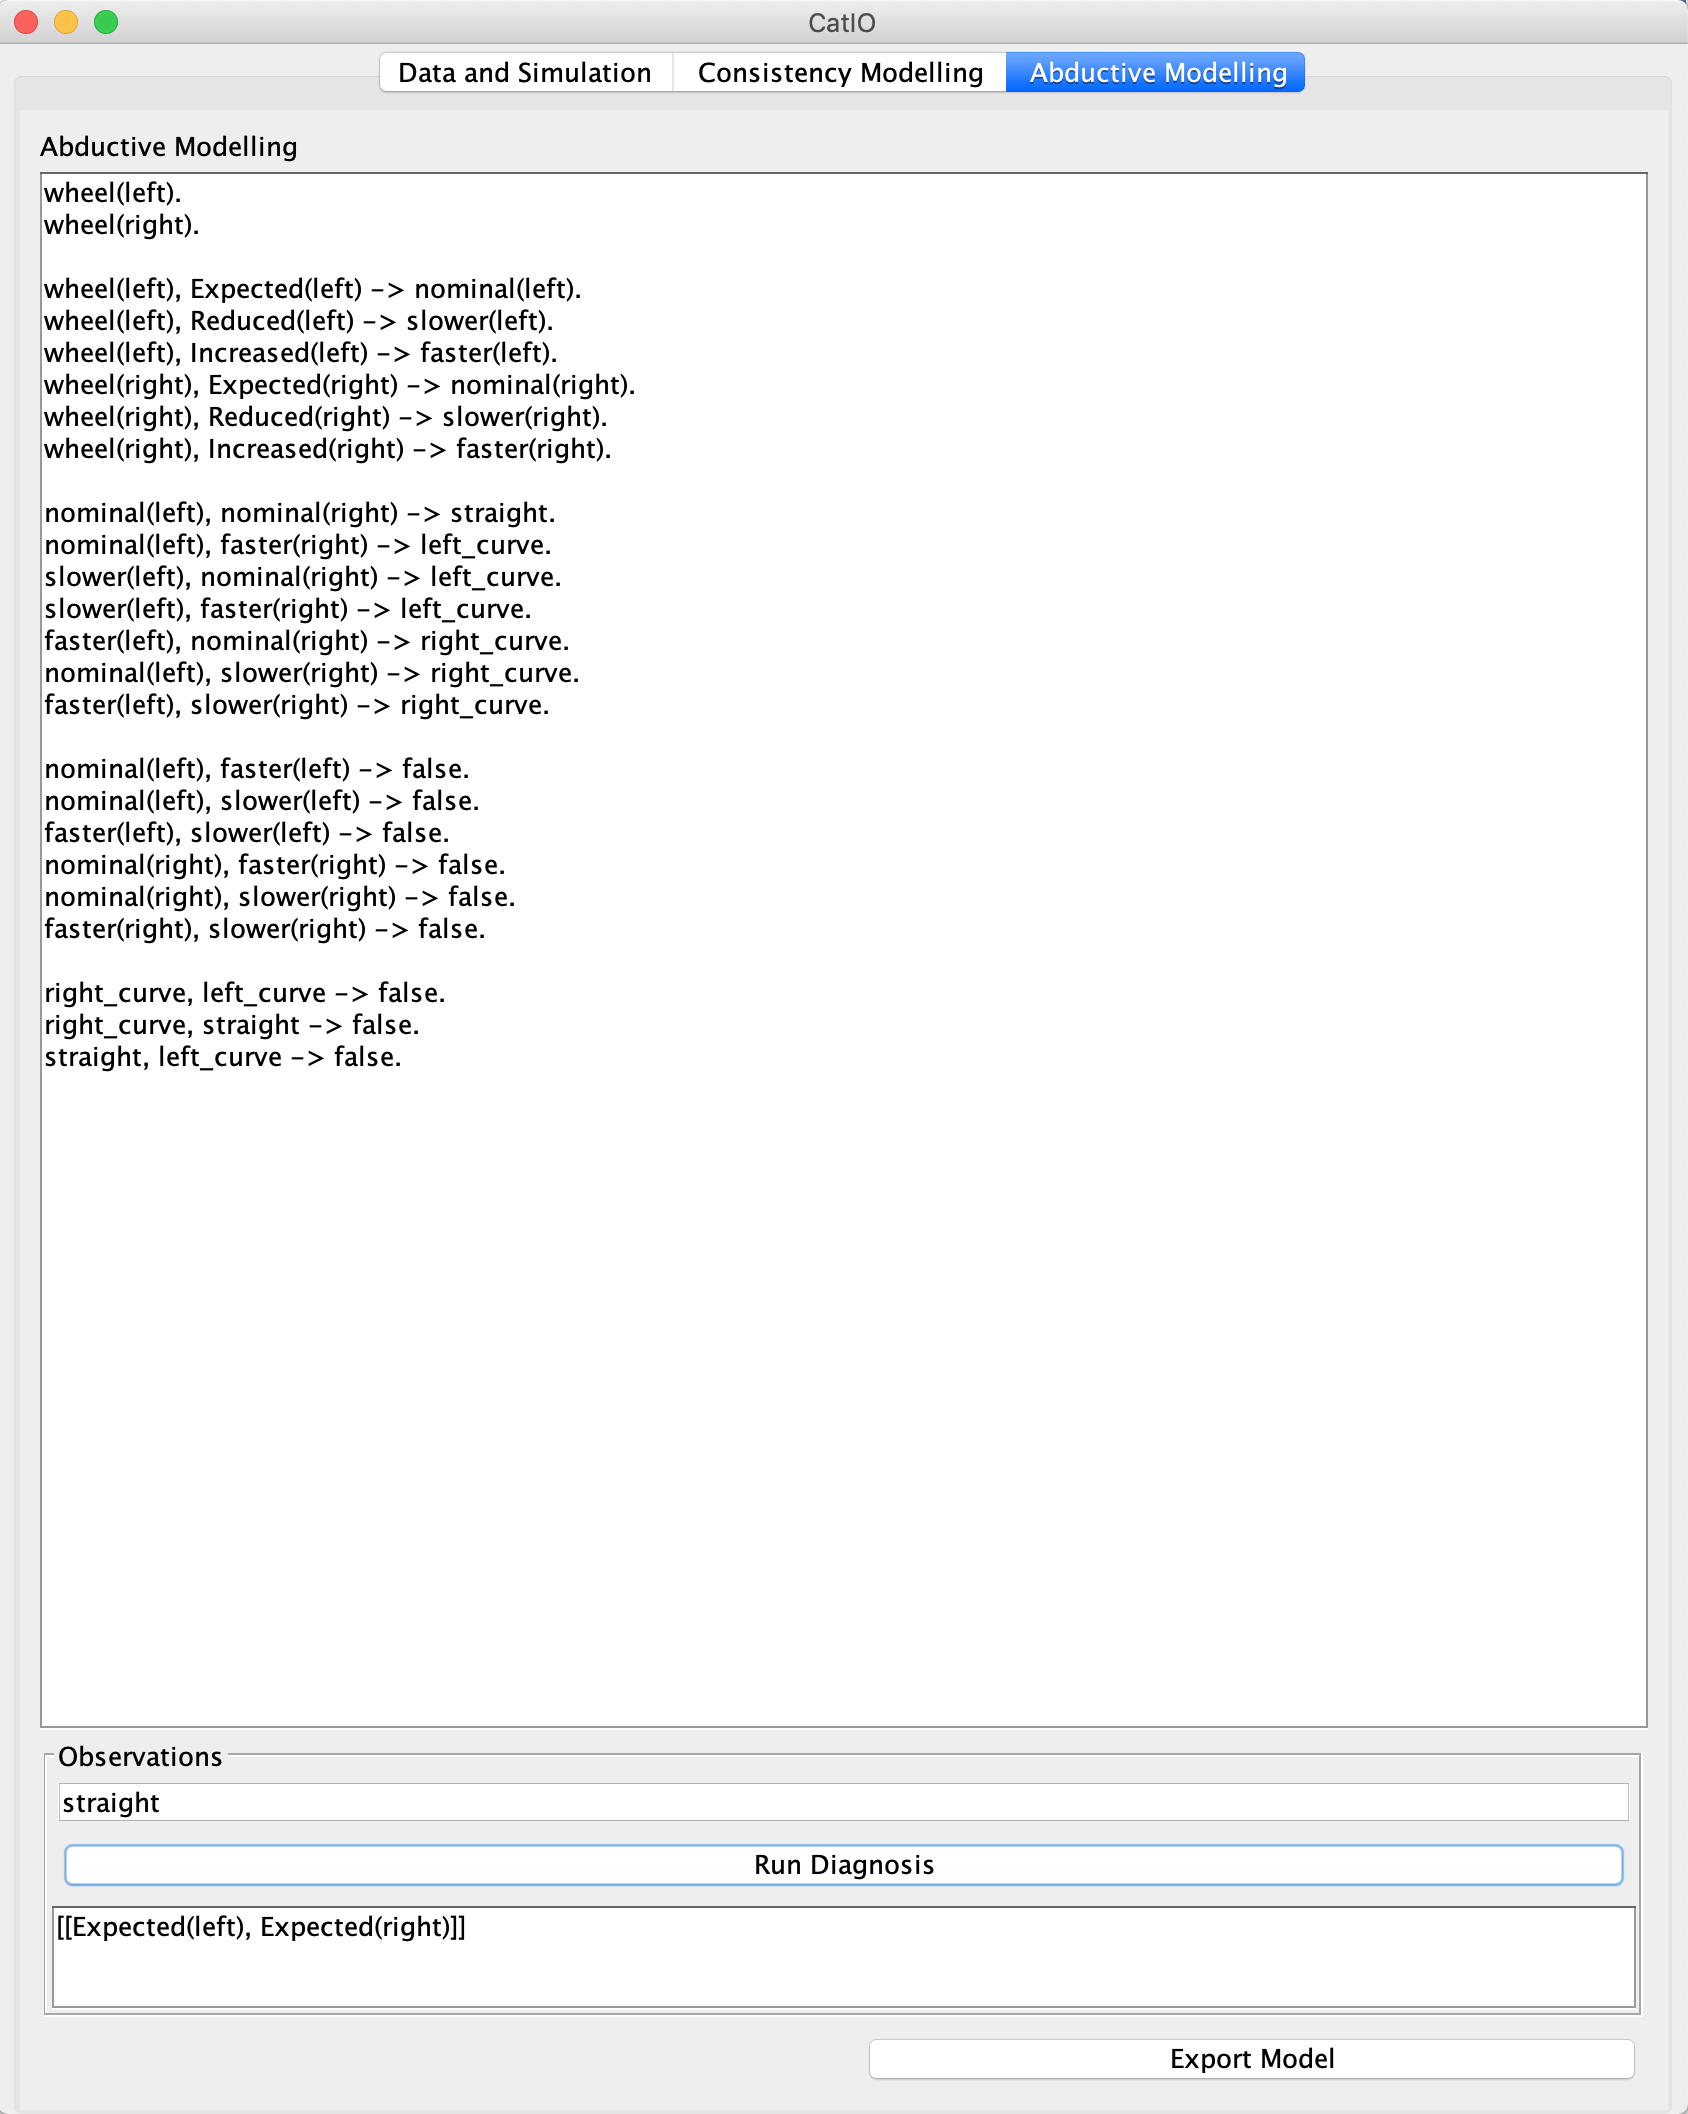 CatIO
Data and Simulation
Consistency Modelling
Abductive Modelling
Abductive Modelling
wheel(left).
wheel(right).
wheel(left), Expected(left) -> nominal(left).
wheel(left), Reduced(left) -> slower(left).
wheel(left), Increased(left) -> faster(left).
wheel(right), Expected(right) -> nominal(right).
wheel(right), Reduced(right) -> slower(right).
wheel(right), Increased(right) -> faster(right).
nominal(left), nominal(right) -> straight.
nominal(left), faster(right) -> left_curve.
slower(left), nominal(right) -> left_curve.
slower(left), faster(right) -> left_curve.
faster(left), nominal(right) -> right_curve.
nominal(left), slower(right) -> right_curve.
faster(left), slower(right) -> right_curve.
nominal(left), faster(left) -> false.
nominal(left), slower(left) -> false.
faster(left), slower(left) -> false.
nominal(right), faster(right) -> false.
nominal(right), slower(right) -> false.
faster(right), slower(right) -> false.
right_curve, left_curve -> false.
right_curve, straight -> false.
straight, left_curve -> false.
Observations
straight
Run Diagnosis
[[Expected(left), Expected(right)]]
Export Model